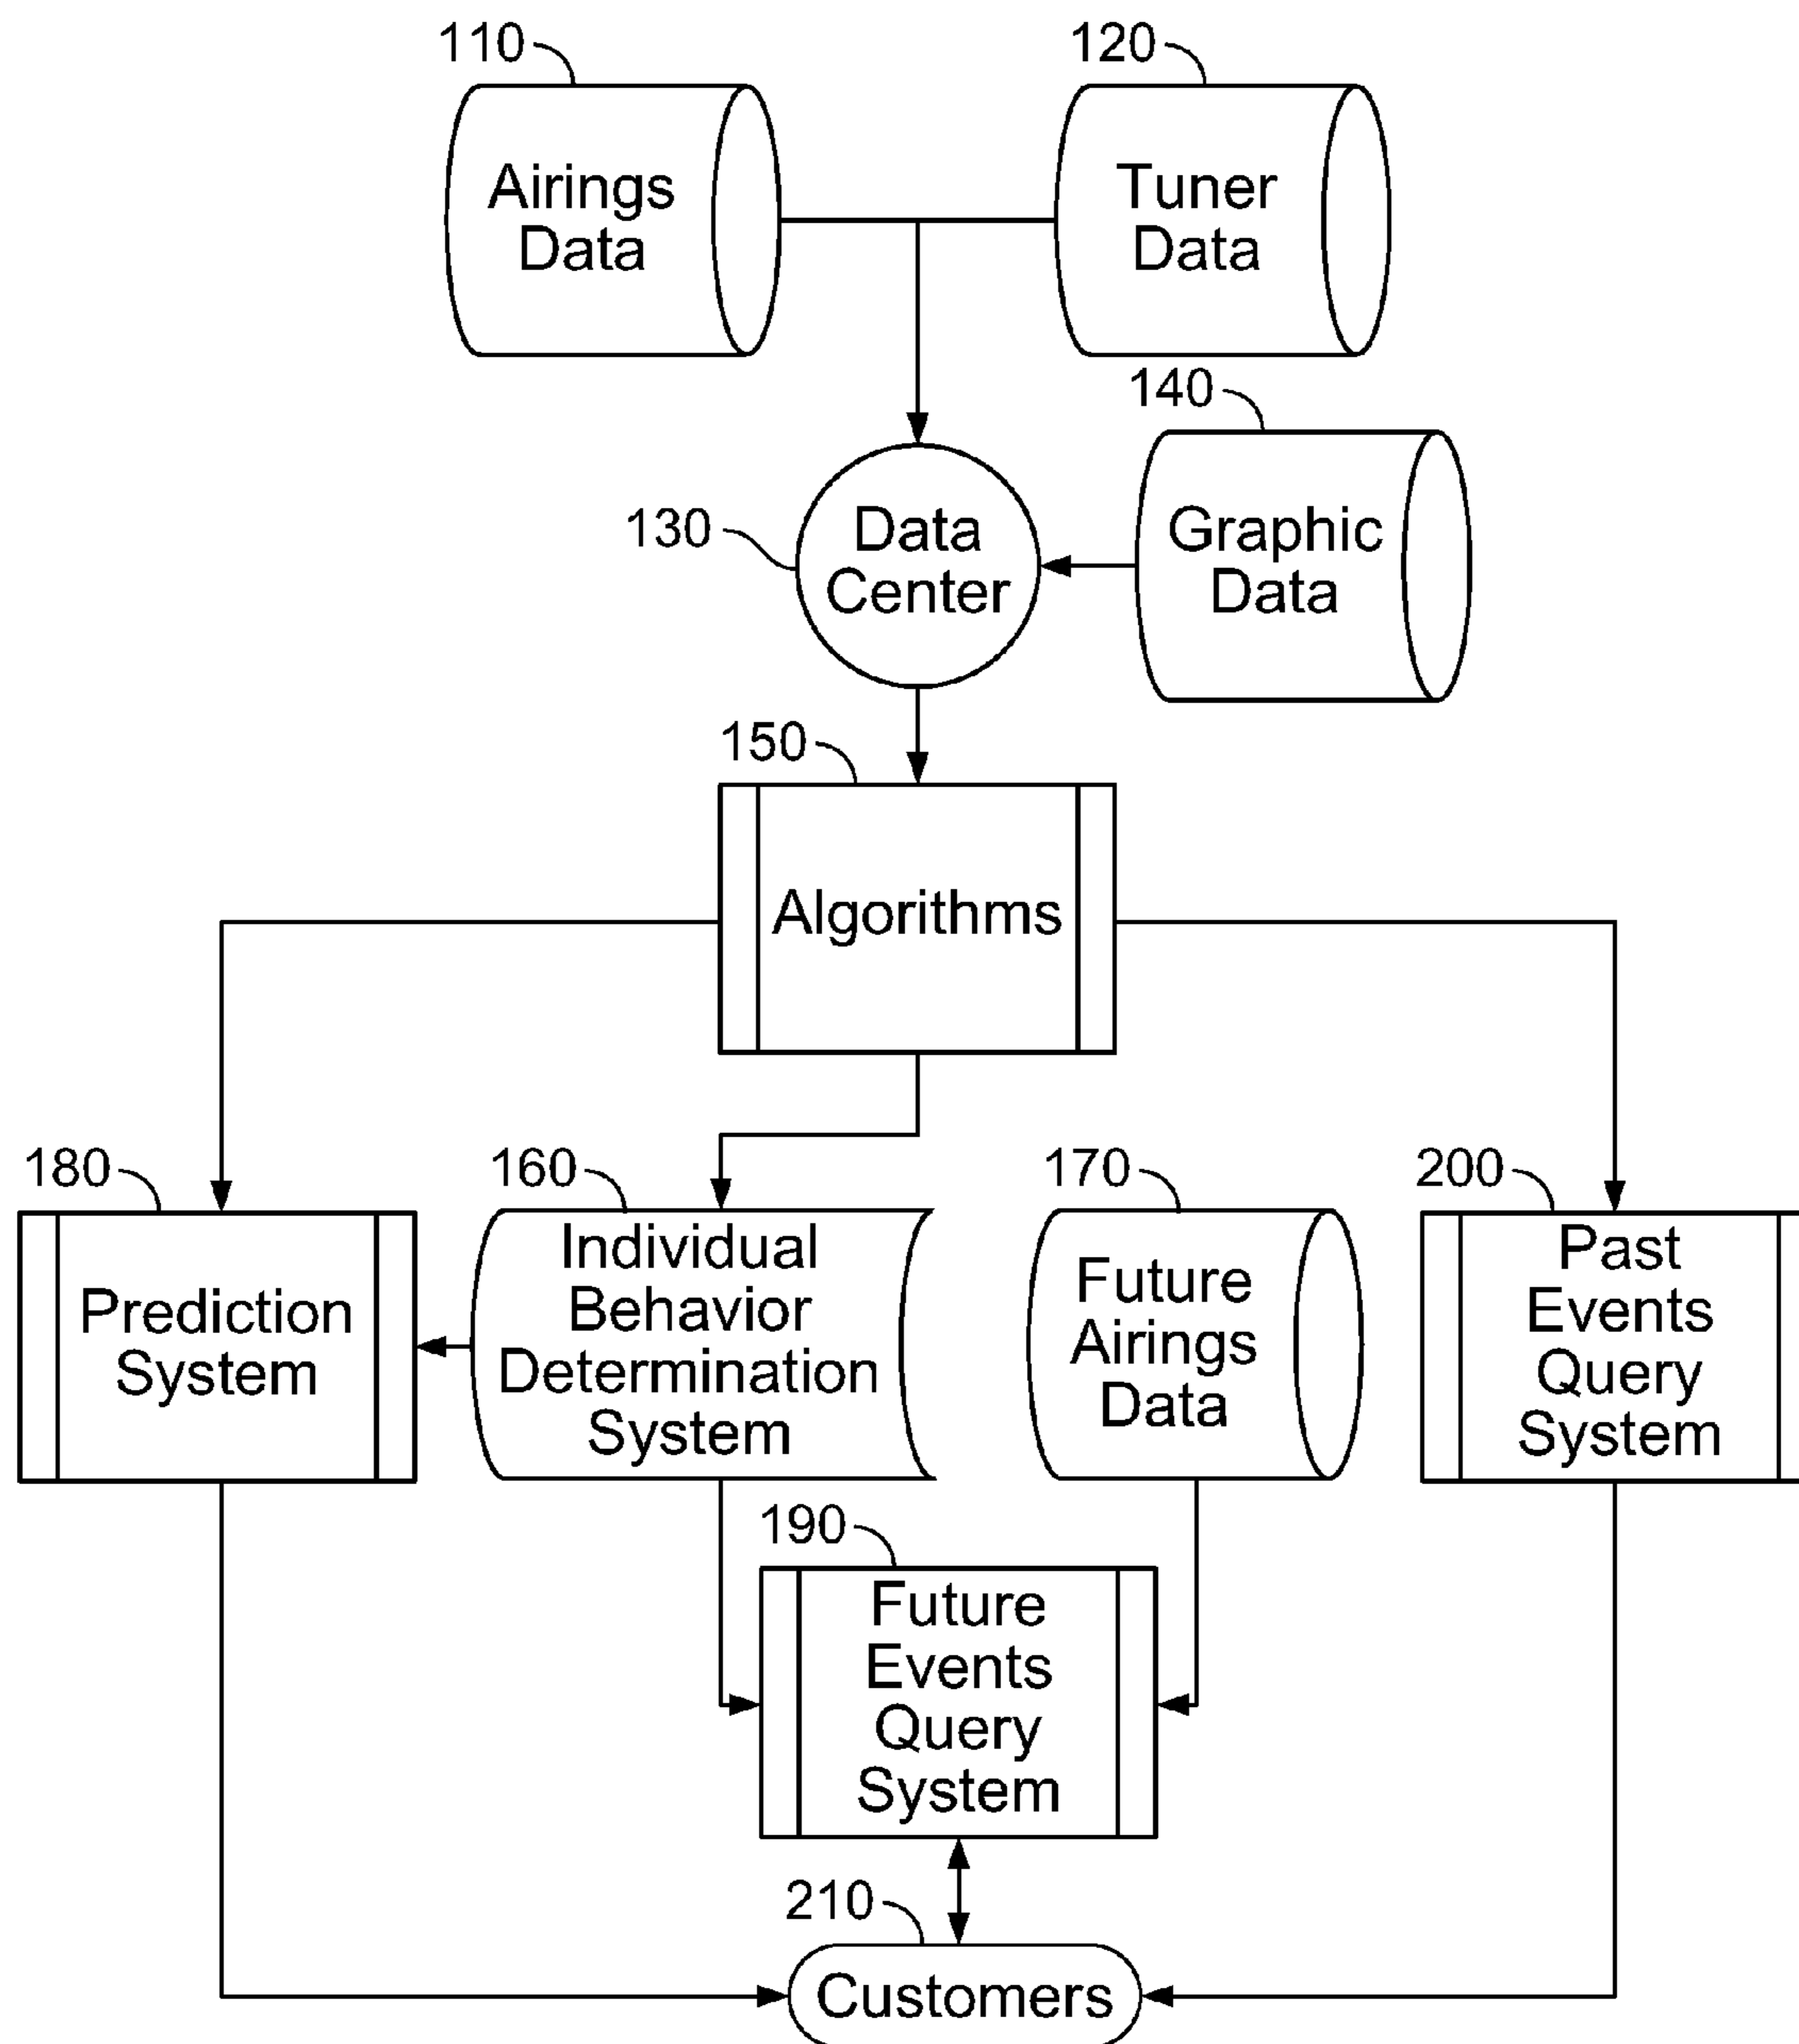 110
120
Airings
Data
Tuner
Data
140
130
Data
Center
Graphic
Data
150
Algorithms
180
160
170
200
Prediction
System
Individual
Behavior
Determination
System
Future
Airings
Data
Past
Events
Query
System
190
Future
Events
Query
System
210
Customers